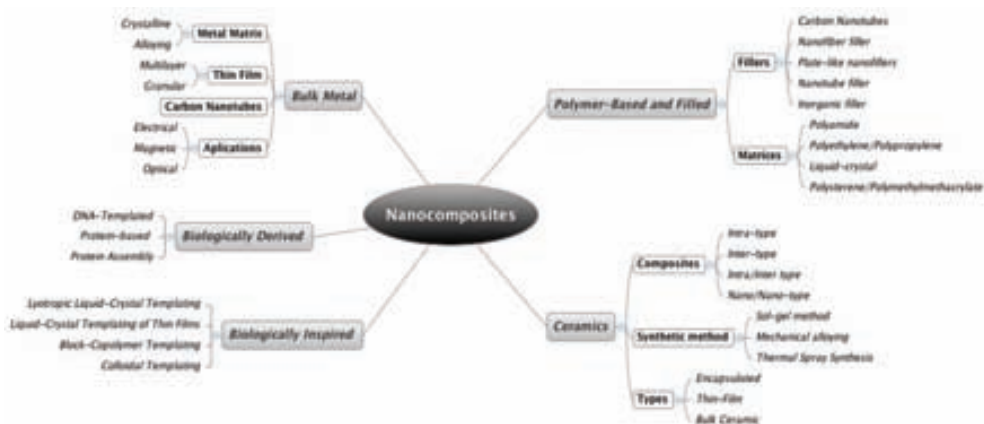 Nanocomposites
Bulk Metal
Metal Matrix
Crystalline
Alloying
Thin Film
Multilayer
Granular
Carbon Nanotubes
Aplications
Electrical
Magnetic
Optical
Biologically Derived
DNA-Templated
Protein-based
Protein Assembly
Biologically Inspired
Lyotropic Liquid-Crystal Templating
Liquid-Crystal Templating of Thin Films
Block-Copolymer Templating
Colloidal Templating
Polymer-Based and Filled
Fillers
Carbon Nanotubes
Nanofiber filler
Plate-like nanofillers
Nanotube filler
Inorganic filler
Matrices
Polyamida
Polyethylene/Polypropylene
Liquid-crystal
Polysterene/Polymethylmethacrylate
Ceramics
Composites
Intra-type
Inter-type
Intra/Inter type
Nano/Nano-type
Synthetic method
Sol-gel method
Mechanical alloying
Thermal Spray Synthesis
Types
Encapsulated
Thin-Film
Bulk Ceramic